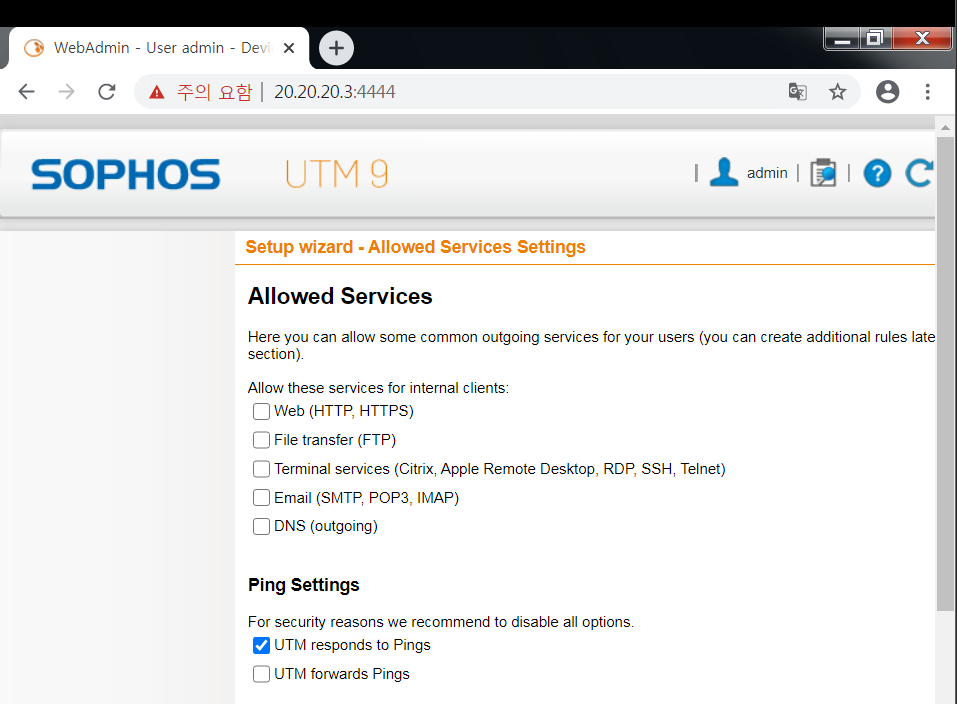 WebAdmin - User admin - Devi
주의 요함 | 20.20.20.3:4444
SOPHOS UTM 9 | admin | | ?
Setup wizard - Allowed Services Settings
Allowed Services
Here you can allow some common outgoing services for your users (you can create additional rules late
section).
Allow these services for internal clients:
Web (HTTP, HTTPS)
File transfer (FTP)
Terminal services (Citrix, Apple Remote Desktop, RDP, SSH, Telnet)
Email (SMTP, POP3, IMAP)
DNS (outgoing)
Ping Settings
For security reasons we recommend to disable all options.
UTM responds to Pings
UTM forwards Pings